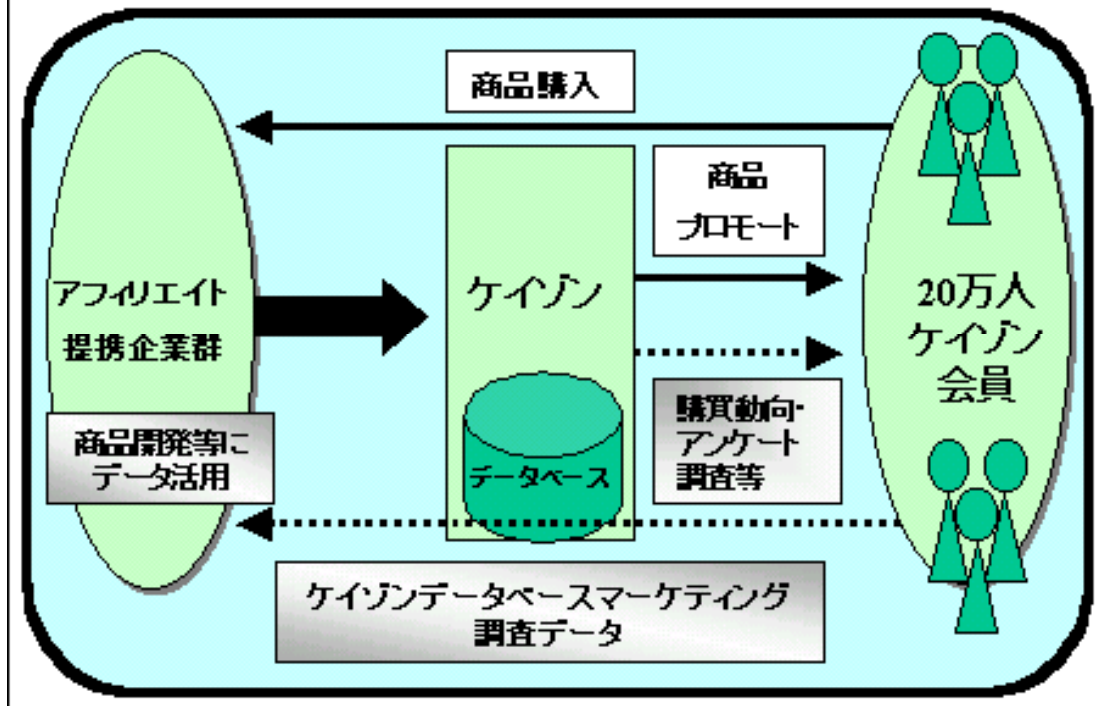 商品購入
商品
プロモート
アフィリエイト
提携企業群
ケイゾン
20万人
ケイゾン
会員
商品開発等に
データ活用
データベース
購買動向・
アンケート
調査等
ケイゾンデータベースマーケティング
調査データ